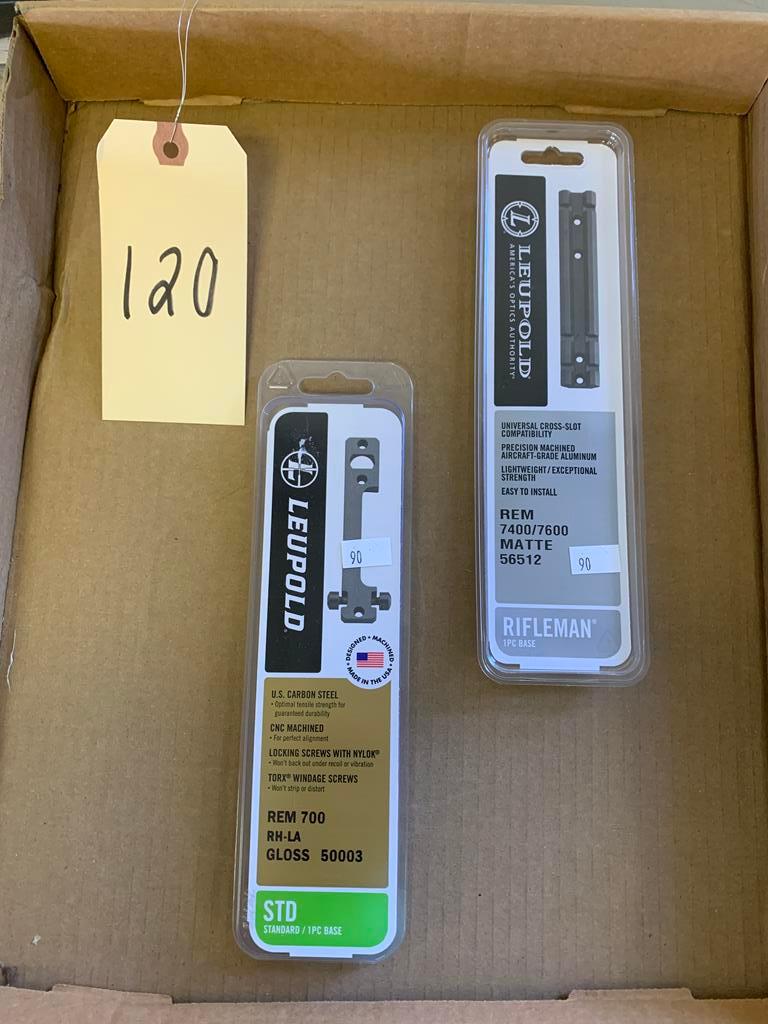 120
LEUPOLD
AMERICA'S OPTICS AUTHORITY
UNIVERSAL CROSS-SLOT
COMPATIBILITY
PRECISION MACHINED
AIRCRAFT-GRADE ALUMINUM
LIGHTWEIGHT/EXCEPTIONAL
STRENGTH
EASY TO INSTALL
REM
7400/7600
MATTE
56512
90
RIFLEMAN®
1PC BASE
LEUPOLD®
90
DESIGNED • MACHINED • MADE IN THE USA •
U.S. CARBON STEEL
• Optimal tensile strength for
guaranteed durability
CNC MACHINED
• For perfect alignment
LOCKING SCREWS WITH NYLOK®
• Won't back out under recoil or vibration
TORX® WINDAGE SCREWS
• Won't strip or distort
REM 700
RH-LA
GLOSS 50003
STD
STANDARD / 1PC BASE